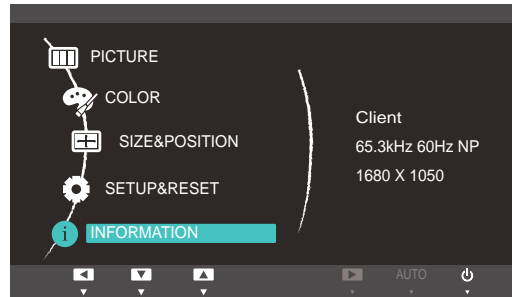 PICTURE
COLOR
SIZE&POSITION
SETUP&RESET
i INFORMATION
Client
65.3kHz 60Hz NP
1680 X 1050
AUTO